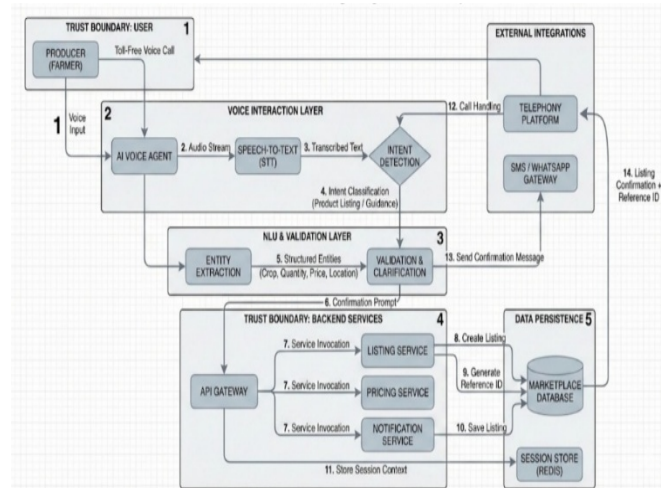 TRUST BOUNDARY: USER
1
PRODUCER
(FARMER)
Toll-Free Voice Call
1
Voice
Input
EXTERNAL INTEGRATIONS
TELEPHONY
PLATFORM
SMS / WHATSAPP
GATEWAY
12. Call Handling
14. Listing
Confirmation +
Reference ID
2
VOICE INTERACTION LAYER
AI VOICE AGENT
2. Audio Stream
SPEECH-TO-TEXT
(STT)
3. Transcribed Text
INTENT
DETECTION
4. Intent Classification
(Product Listing / Guidance)
NLU & VALIDATION LAYER
3
ENTITY
EXTRACTION
5. Structured Entities
(Crop, Quantity, Price, Location)
VALIDATION &
CLARIFICATION
13. Send Confirmation Message
6. Confirmation Prompt
TRUST BOUNDARY: BACKEND SERVICES
4
API GATEWAY
7. Service Invocation
LISTING SERVICE
7. Service Invocation
PRICING SERVICE
7. Service Invocation
NOTIFICATION
SERVICE
8. Create Listing
9. Generate
Reference ID
10. Save Listing
11. Store Session Context
DATA PERSISTENCE
5
MARKETPLACE
DATABASE
SESSION STORE
(REDIS)